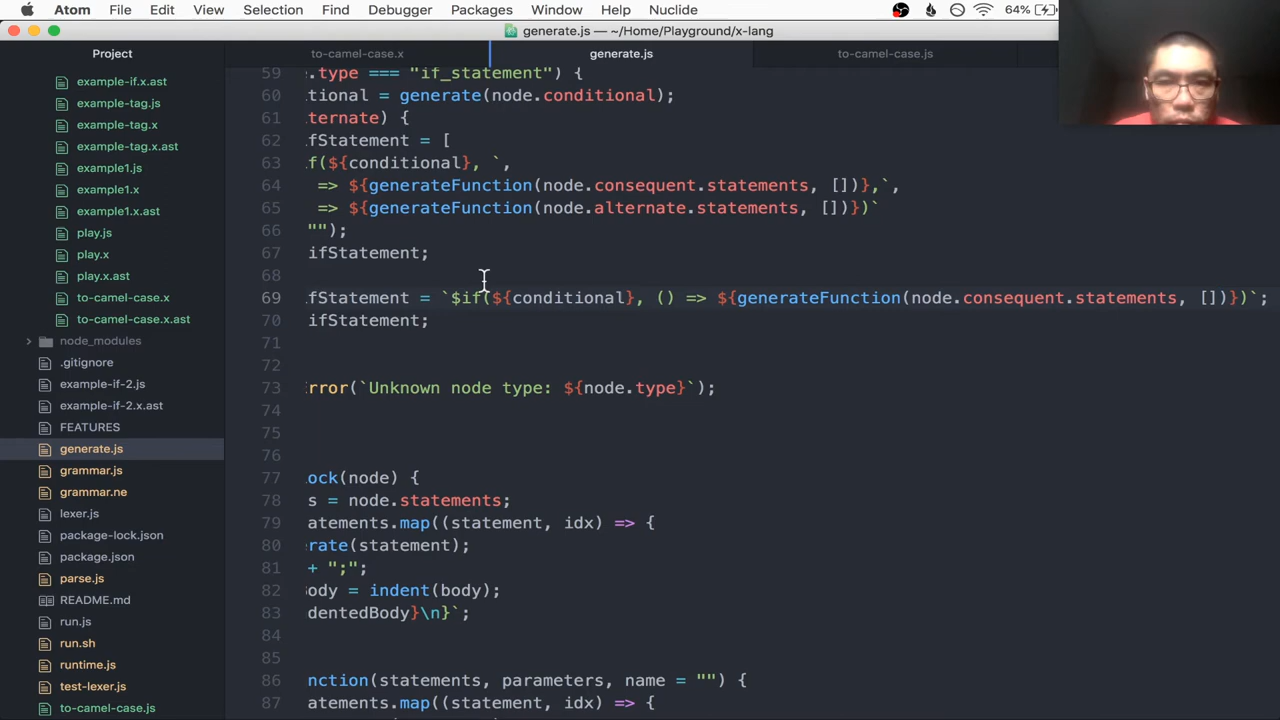 Atom File Edit View Selection Find Debugger Packages Window Help Nuclide 64%
generate.js — ~/Home/Playground/x-lang
Project
to-camel-case.x
generate.js
to-camel-case.js
example-if.x.ast
example-tag.js
example-tag.x
example-tag.x.ast
example1.js
example1.x
example1.x.ast
play.js
play.x
play.x.ast
to-camel-case.x
to-camel-case.x.ast
node_modules
.gitignore
example-if-2.js
example-if-2.x.ast
FEATURES
generate.js
grammar.js
grammar.ne
lexer.js
package-lock.json
package.json
parse.js
README.md
run.js
run.sh
runtime.js
test-lexer.js
to-camel-case.js
59 .type === "if_statement") {
60 itional = generate(node.conditional);
61 lternate) {
62 fStatement = [
63 f(${conditional}, `,
64 => ${generateFunction(node.consequent.statements, [])},`,
65 => ${generateFunction(node.alternate.statements, [])})`
66 "");
67 ifStatement;
68
69 fStatement = `$if(${conditional}, () => ${generateFunction(node.consequent.statements, [])})`;
70 ifStatement;
71
72
73 rror(`Unknown node type: ${node.type}`);
74
75
76
77 ock(node) {
78 s = node.statements;
79 atements.map((statement, idx) => {
80 erate(statement);
81 + ";";
82 ody = indent(body);
83 dentedBody}\n}`;
84
85
86 nction(statements, parameters, name = "") {
87 atements.map((statement, idx) => {